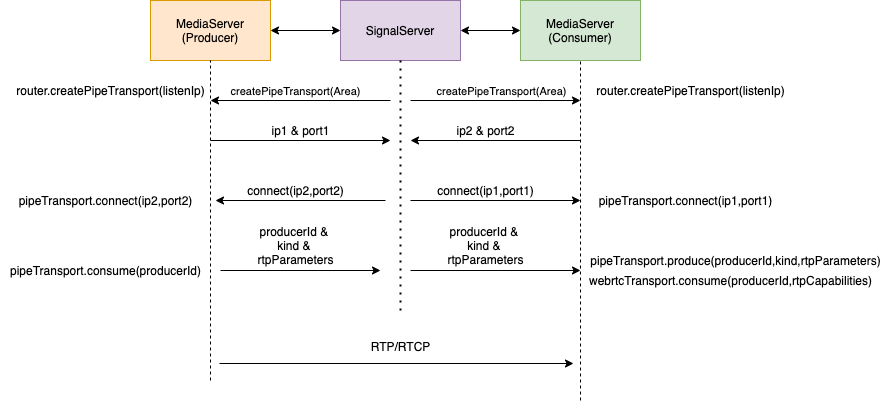 MediaServer
(Producer)
SignalServer
MediaServer
(Consumer)
router.createPipeTransport(listenIp)
createPipeTransport(Area)
createPipeTransport(Area)
router.createPipeTransport(listenIp)
ip1 & port1
ip2 & port2
pipeTransport.connect(ip2,port2)
connect(ip2,port2)
connect(ip1,port1)
pipeTransport.connect(ip1,port1)
producerId &
kind &
rtpParameters
producerId &
kind &
rtpParameters
pipeTransport.consume(producerId)
pipeTransport.produce(producerId,kind,rtpParameters)
webrtcTransport.consume(producerId,rtpCapabilities)
RTP/RTCP